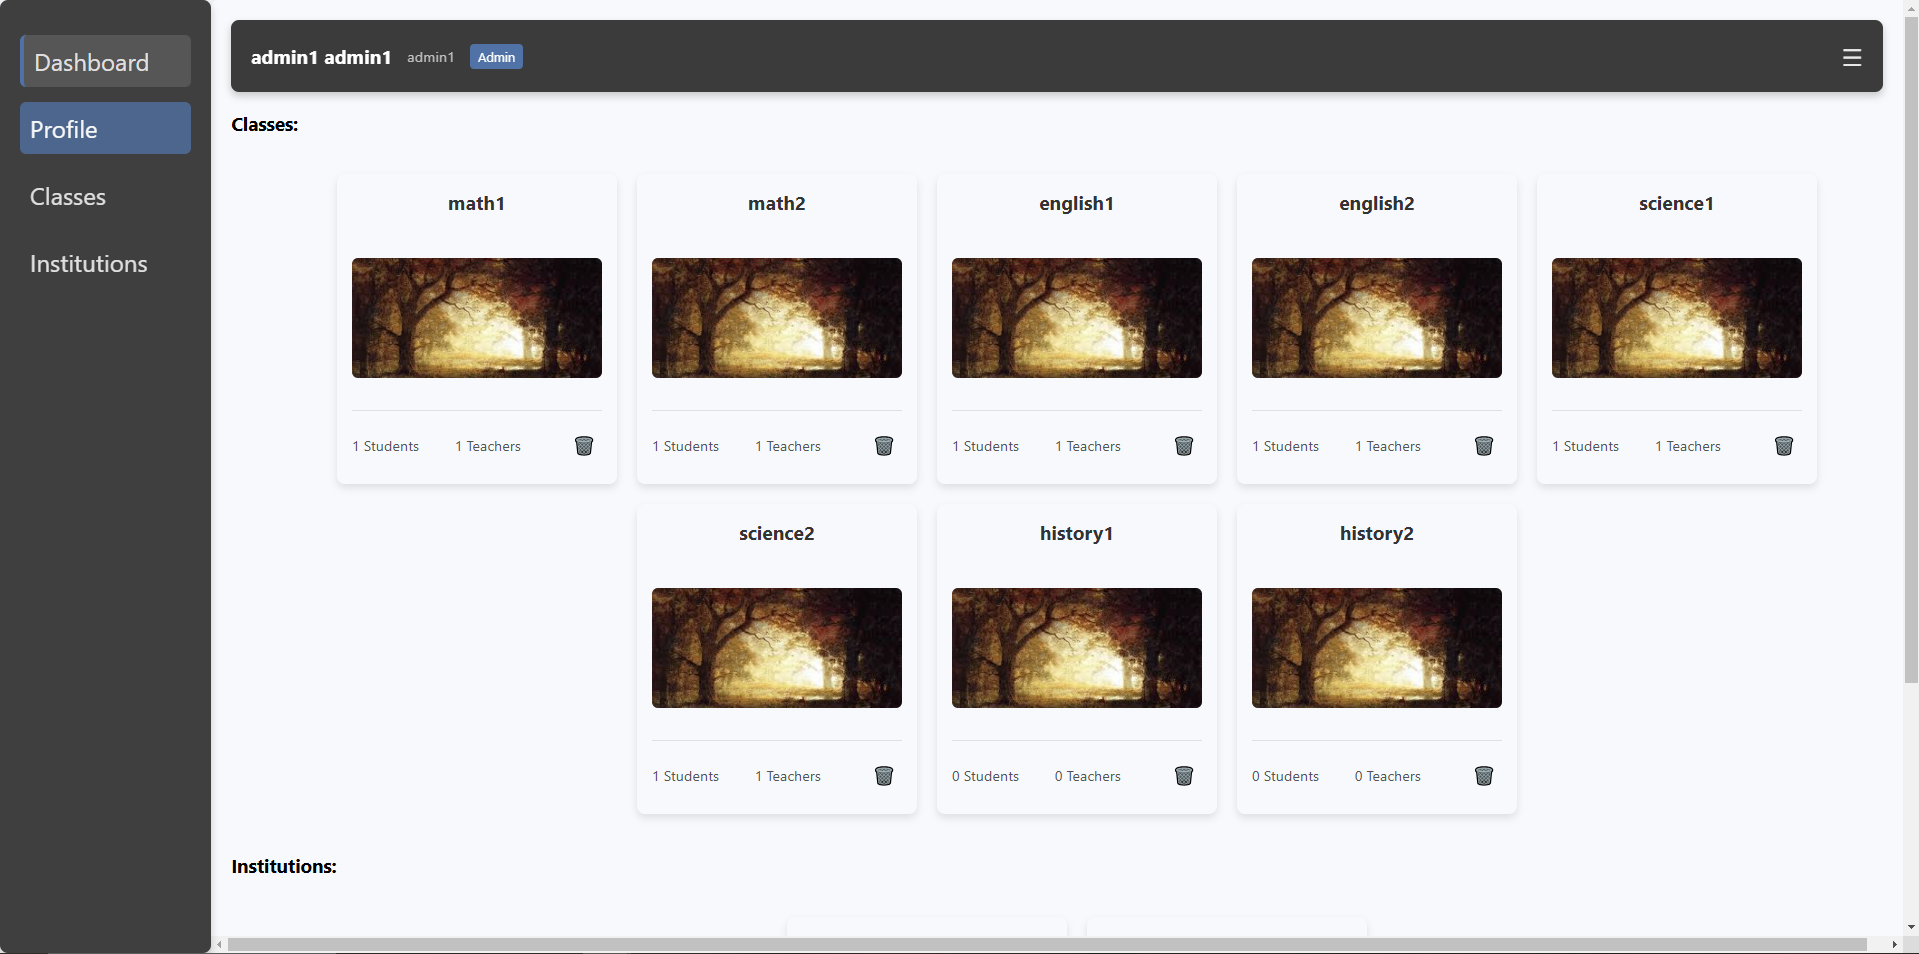 Dashboard
Profile
Classes
Institutions
admin1 admin1 admin1 Admin
Classes:
math1
1 Students 1 Teachers
math2
1 Students 1 Teachers
english1
1 Students 1 Teachers
english2
1 Students 1 Teachers
science1
1 Students 1 Teachers
science2
1 Students 1 Teachers
history1
0 Students 0 Teachers
history2
0 Students 0 Teachers
Institutions: